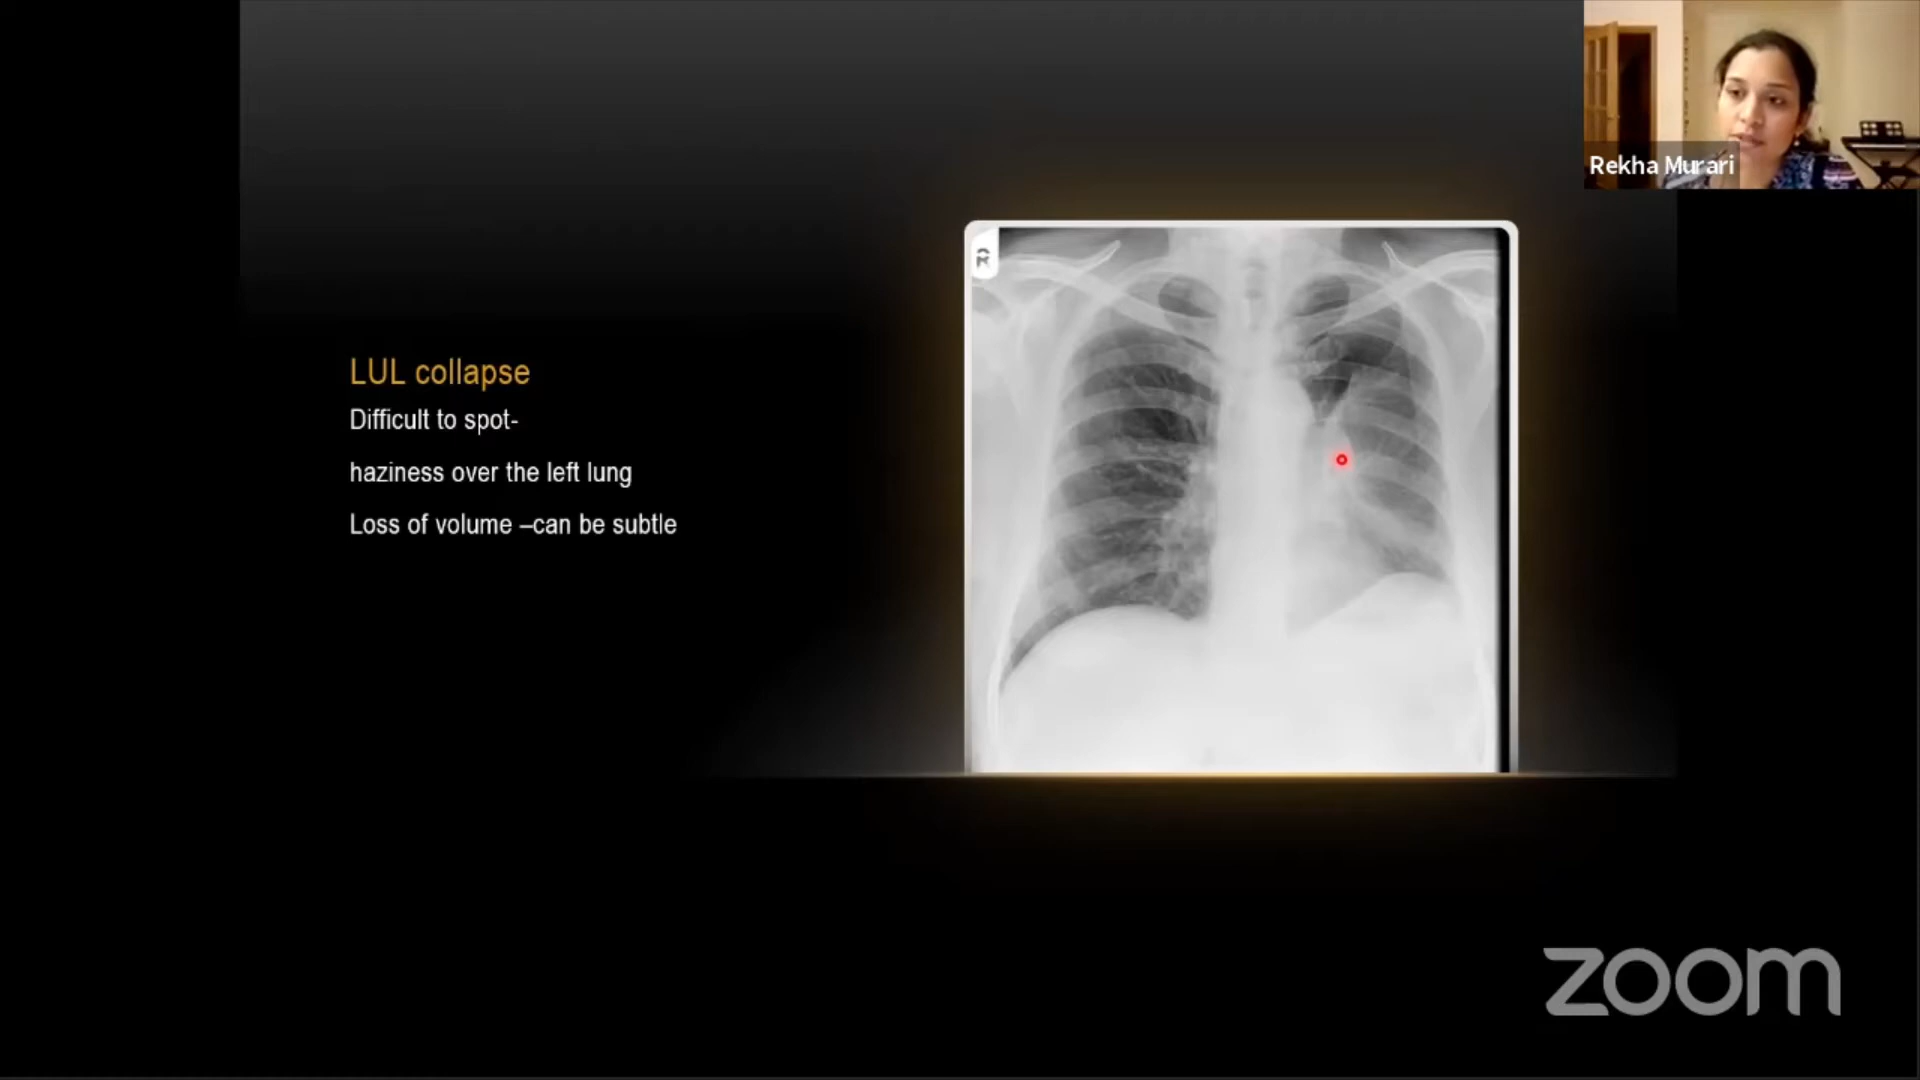 Rekha Murari
R
LUL collapse
Difficult to spot-
haziness over the left lung
Loss of volume –can be subtle
zoom